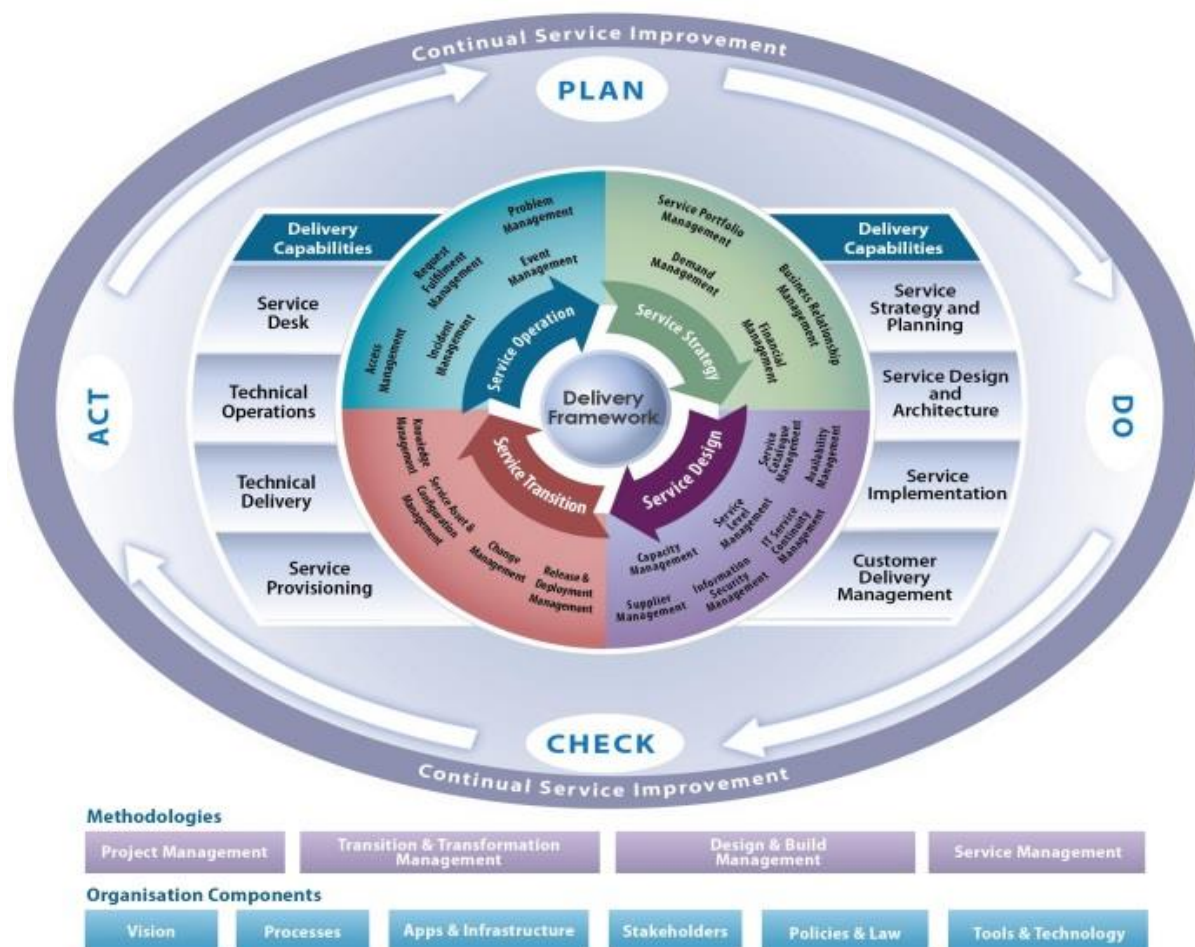 Continual Service Improvement
PLAN
DO
CHECK
ACT
Continual Service Improvement
Delivery
Capabilities
Service
Desk
Technical
Operations
Technical
Delivery
Service
Provisioning
Problem
Management
Request
Fulfilment
Management
Event
Management
Access
Management
Incident
Management
Service Operation
Service Portfolio
Management
Demand
Management
Business Relationship
Management
Financial
Management
Service Strategy
Delivery
Framework
Service Design
Service
Catalogue
Management
Availability
Management
Service
Level
Management
IT Service
Continuity
Management
Capacity
Management
Information
Security
Management
Supplier
Management
Service Transition
Knowledge
Management
Service Asset &
Configuration
Management
Change
Management
Release &
Deployment
Management
Delivery
Capabilities
Service
Strategy and
Planning
Service Design
and
Architecture
Service
Implementation
Customer
Delivery
Management
Methodologies
Project Management
Transition & Transformation
Management
Design & Build
Management
Service Management
Organisation Components
Vision
Processes
Apps & Infrastructure
Stakeholders
Policies & Law
Tools & Technology